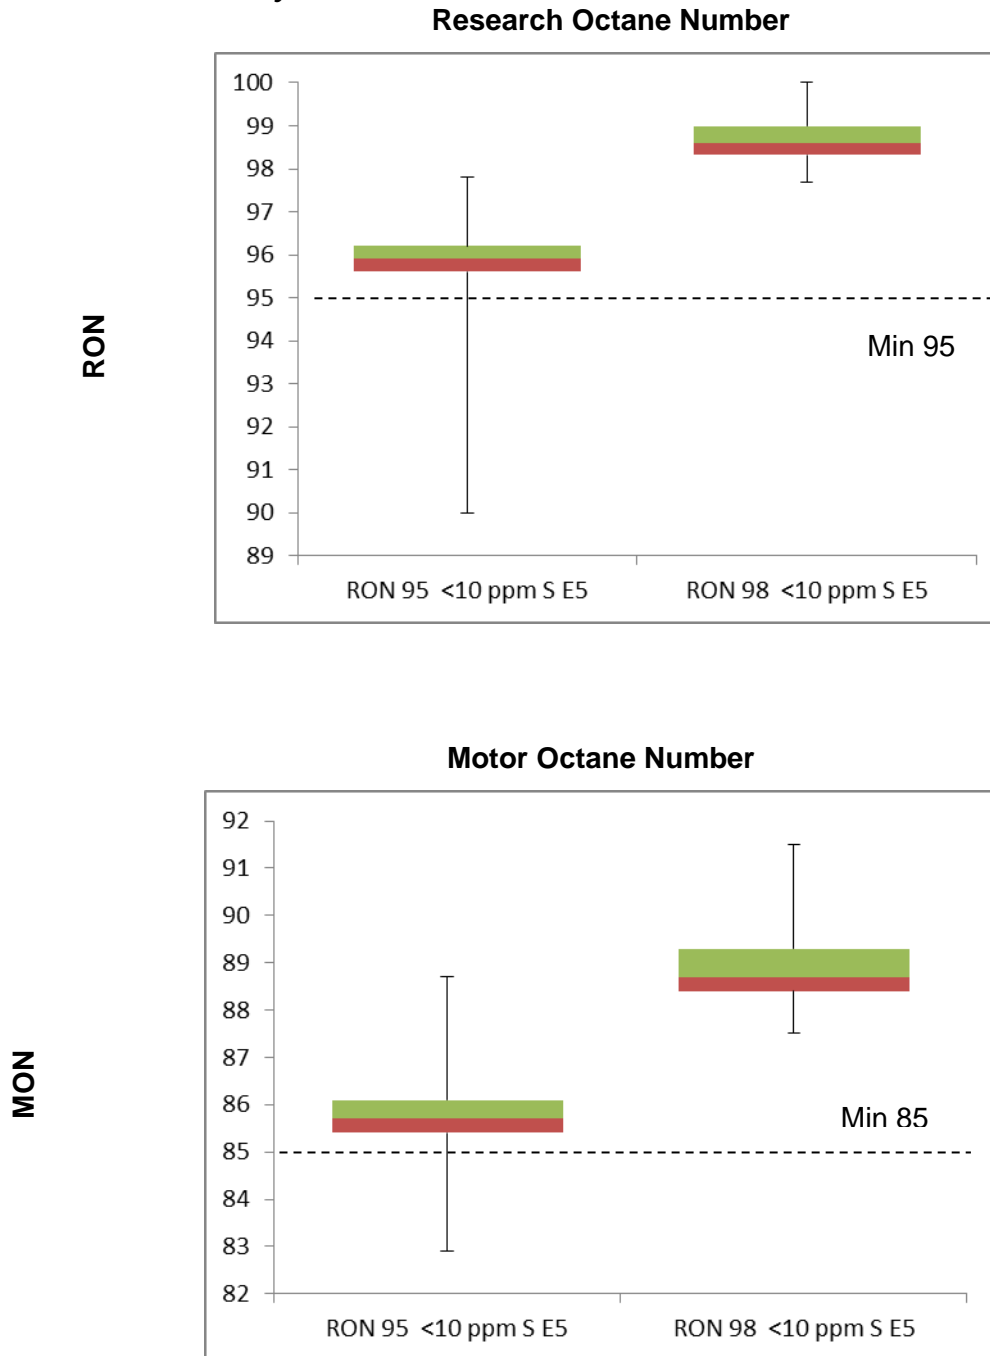 Research Octane Number
100
99
98
97
96
95
94
93
92
91
90
89
RON
Min 95
RON 95 <10 ppm S E5
RON 98 <10 ppm S E5
Motor Octane Number
92
91
90
89
88
87
86
85
84
83
82
MON
Min 85
RON 95 <10 ppm S E5
RON 98 <10 ppm S E5